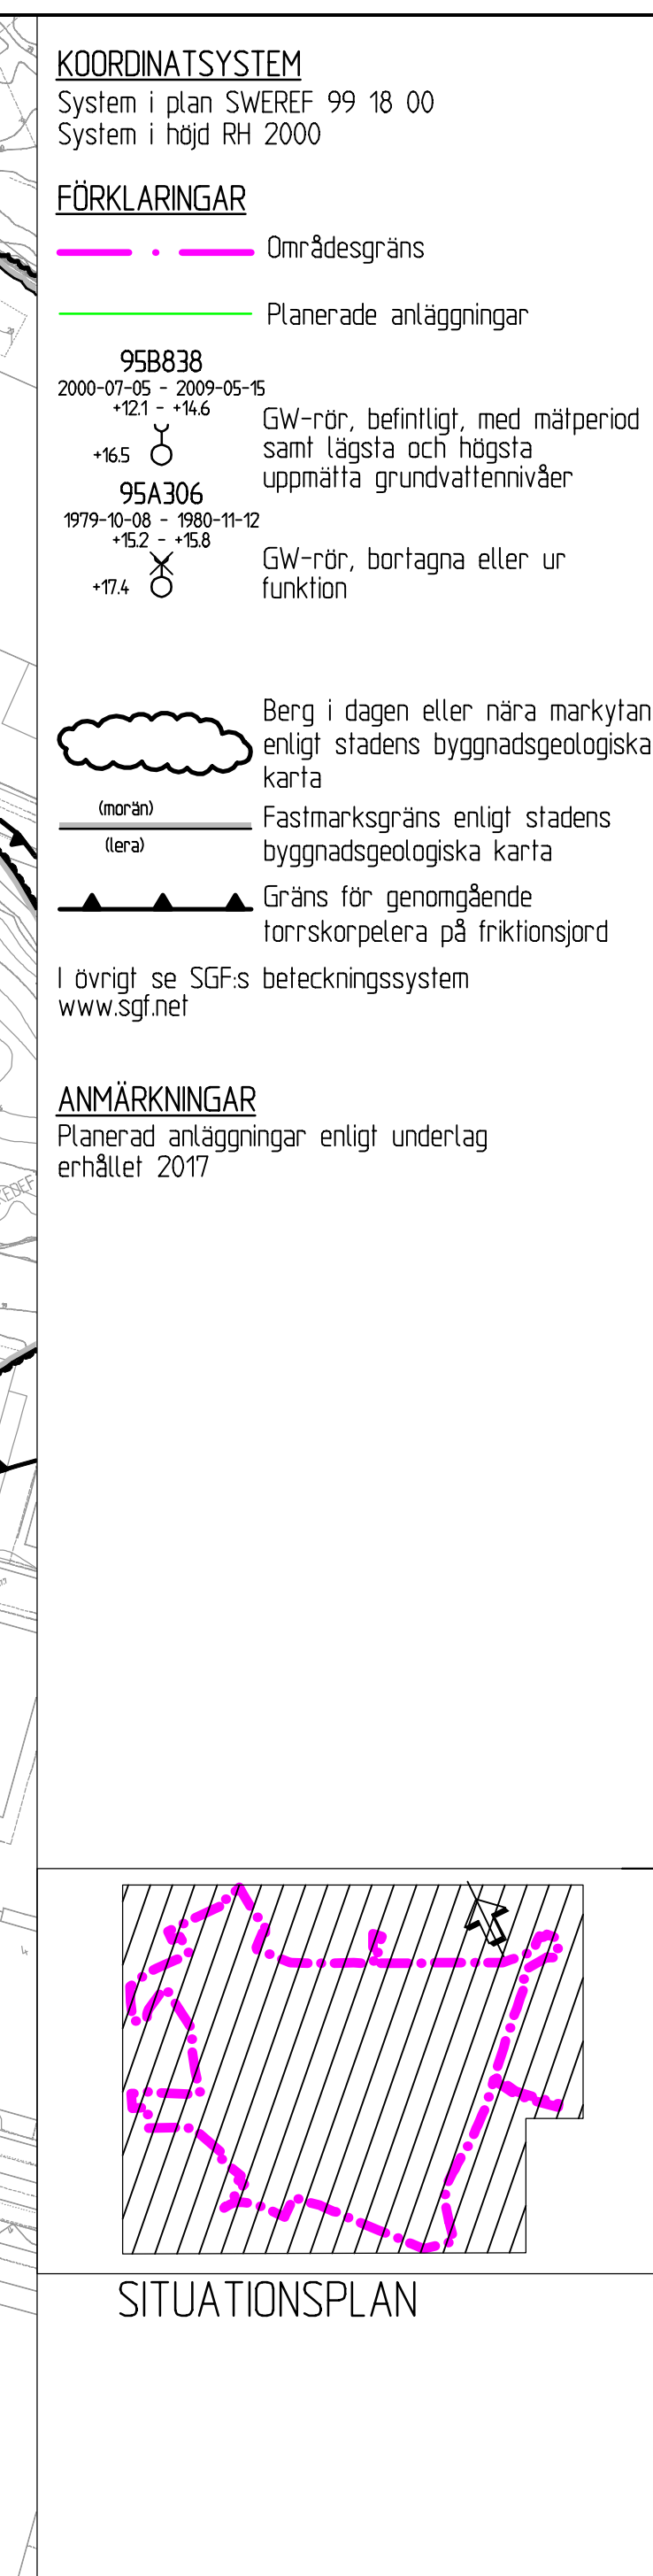 KOORDINATSYSTEM
System i plan SWEREF 99 18 00
System i höjd RH 2000
FÖRKLARINGAR
Områdesgräns
Planerade anläggningar
95B838
2000-07-05 - 2009-05-15
+12.1 - +14.6
+16.5
GW-rör, befintligt, med mätperiod
samt lägsta och högsta
uppmätta grundvattennivåer
95A306
1979-10-08 - 1980-11-12
+15.2 - +15.8
+17.4
GW-rör, bortagna eller ur
funktion
Berg i dagen eller nära markytan
enligt stadens byggnadsgeologiska
karta
(morän)
(lera)
Fastmarksgräns enligt stadens
byggnadsgeologiska karta
Gräns för genomgående
torrskorpelera på friktionsjord
I övrigt se SGF:s beteckningssystem
www.sgf.net
ANMÄRKNINGAR
Planerad anläggningar enligt underlag
erhållet 2017
SITUATIONSPLAN